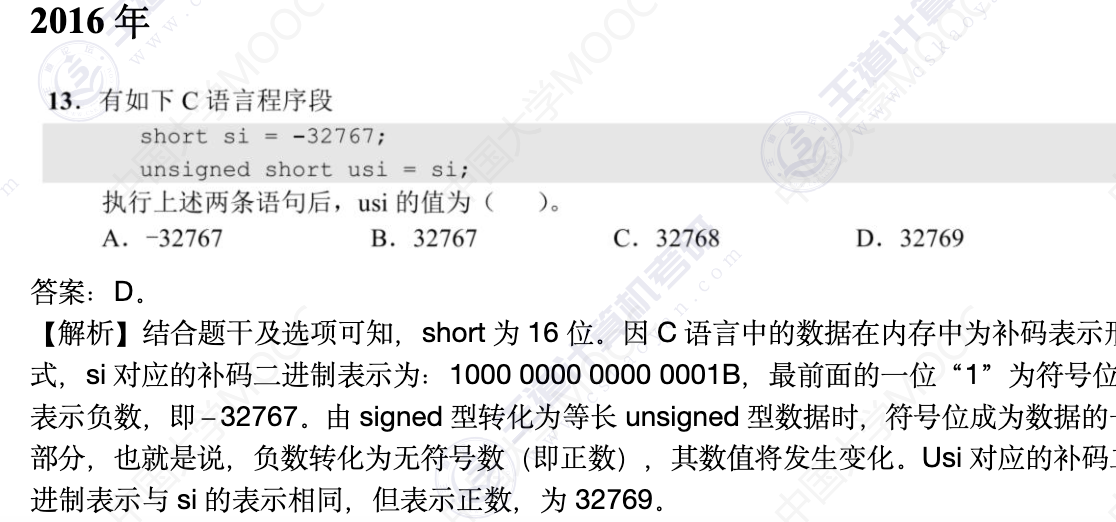 2016 年
13. 有如下 C 语言程序段
short si = -32767;
unsigned short usi = si;
执行上述两条语句后，usi 的值为（　　）。
A. -32767 B. 32767 C. 32768 D. 32769
答案：D。
【解析】结合题干及选项可知，short 为 16 位。因 C 语言中的数据在内存中为补码表示形
式，si 对应的补码二进制表示为：1000 0000 0000 0001B，最前面的一位“1”为符号位
表示负数，即－32767。由 signed 型转化为等长 unsigned 型数据时，符号位成为数据的一
部分，也就是说，负数转化为无符号数（即正数），其数值将发生变化。Usi 对应的补码二
进制表示与 si 的表示相同，但表示正数，为 32769。